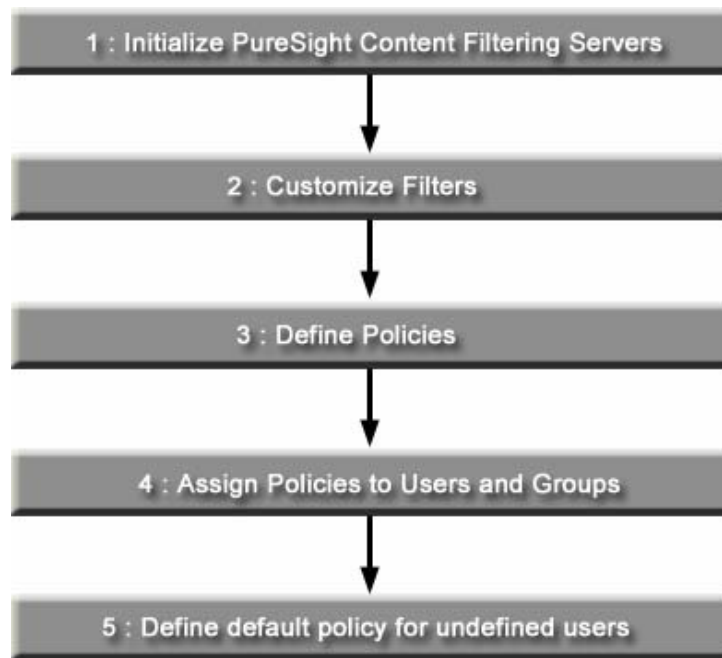 1 : Initialize PureSight Content Filtering Servers
2 : Customize Filters
3 : Define Policies
4 : Assign Policies to Users and Groups
5 : Define default policy for undefined users